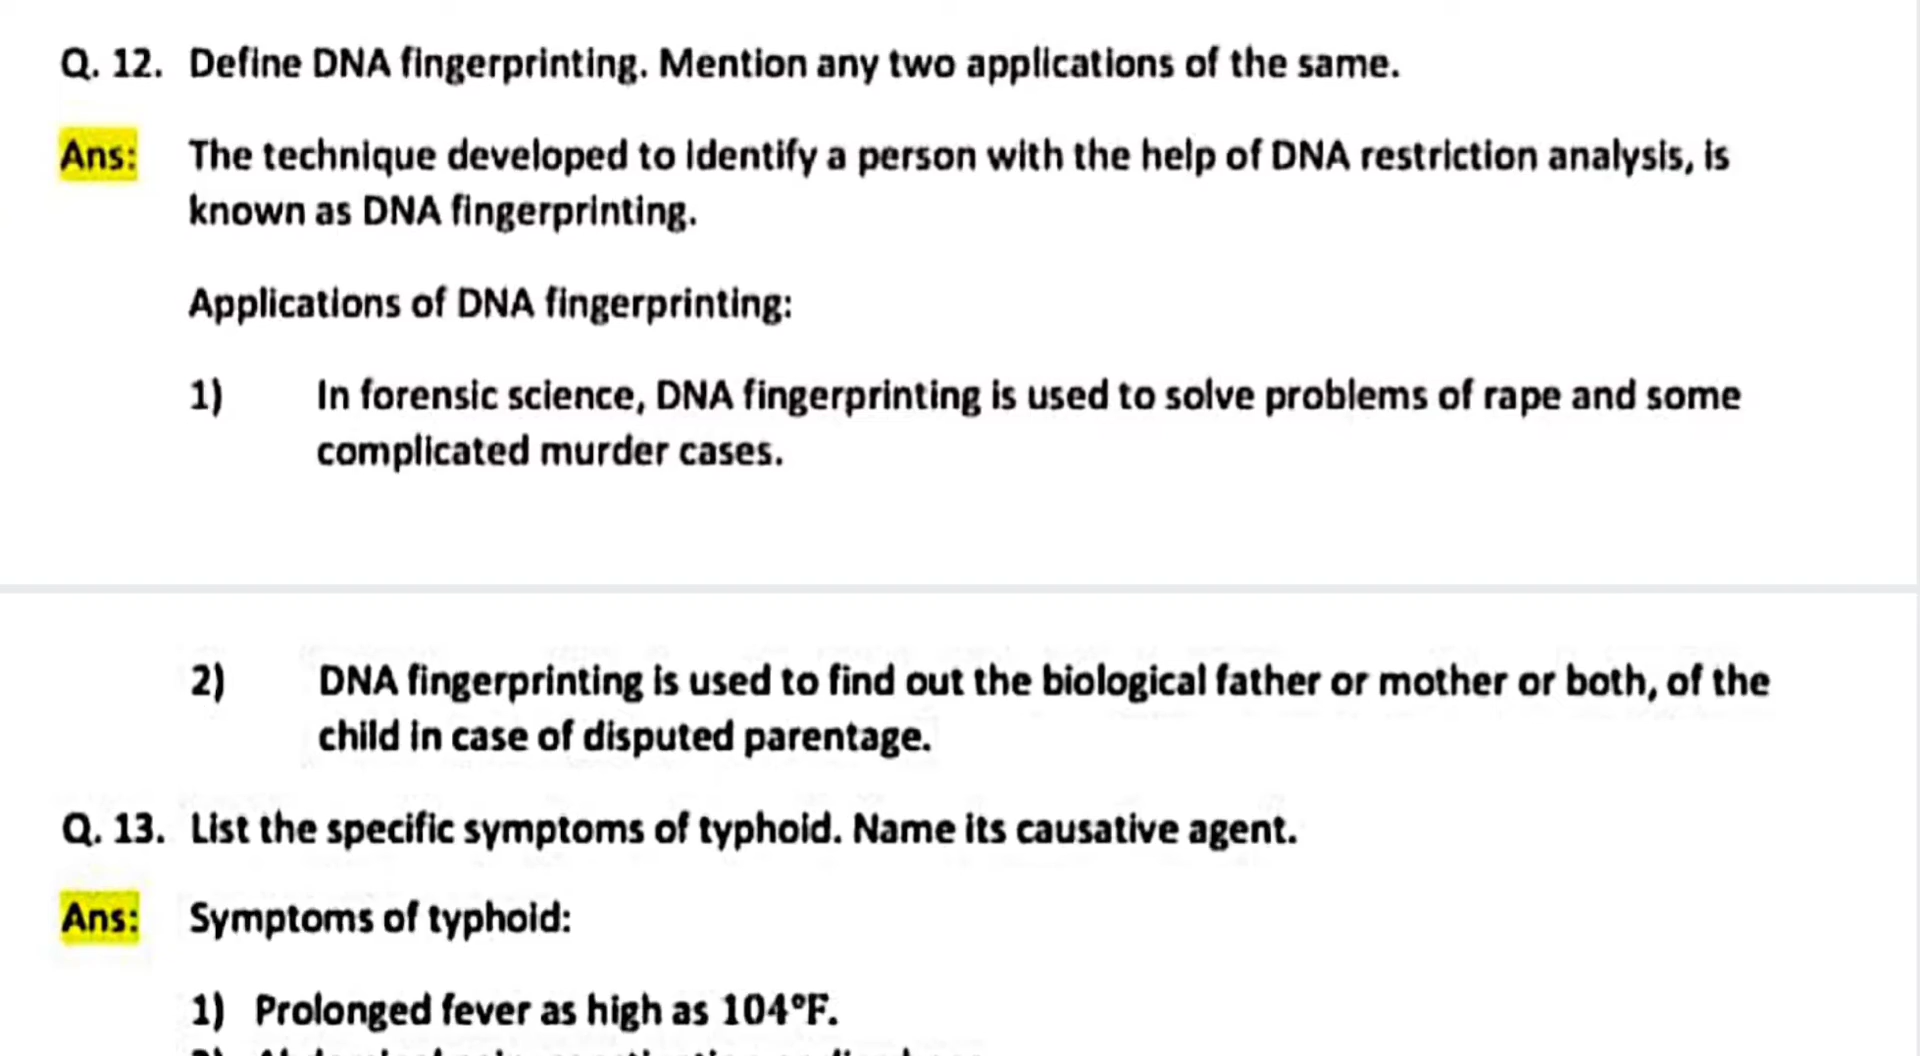 Q. 12. Define DNA fingerprinting. Mention any two applications of the same.
Ans: The technique developed to identify a person with the help of DNA restriction analysis, is
known as DNA fingerprinting.
Applications of DNA fingerprinting:
1) In forensic science, DNA fingerprinting is used to solve problems of rape and some
complicated murder cases.
2) DNA fingerprinting is used to find out the biological father or mother or both, of the
child in case of disputed parentage.
Q. 13. List the specific symptoms of typhoid. Name its causative agent.
Ans: Symptoms of typhoid:
1) Prolonged fever as high as 104°F.